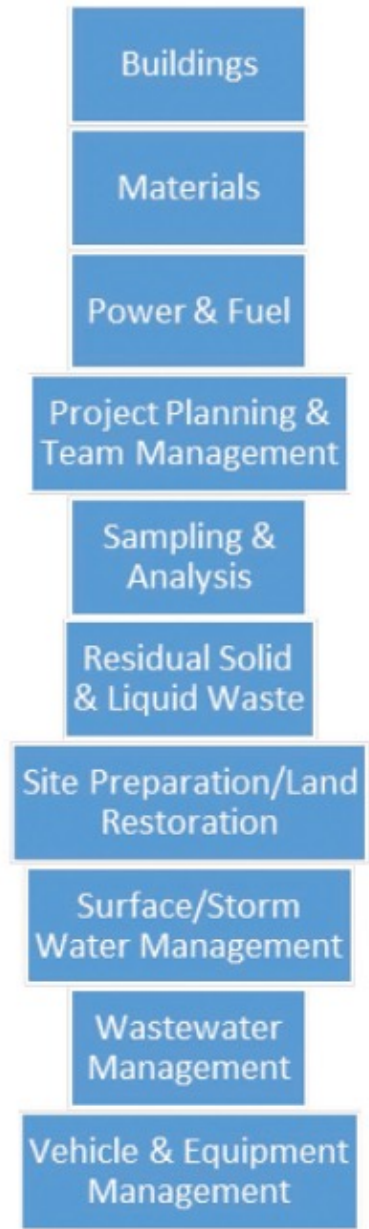 Buildings
Materials
Power & Fuel
Project Planning &
Team Management
Sampling &
Analysis
Residual Solid
& Liquid Waste
Site Preparation/Land
Restoration
Surface/Storm
Water Management
Wastewater
Management
Vehicle & Equipment
Management